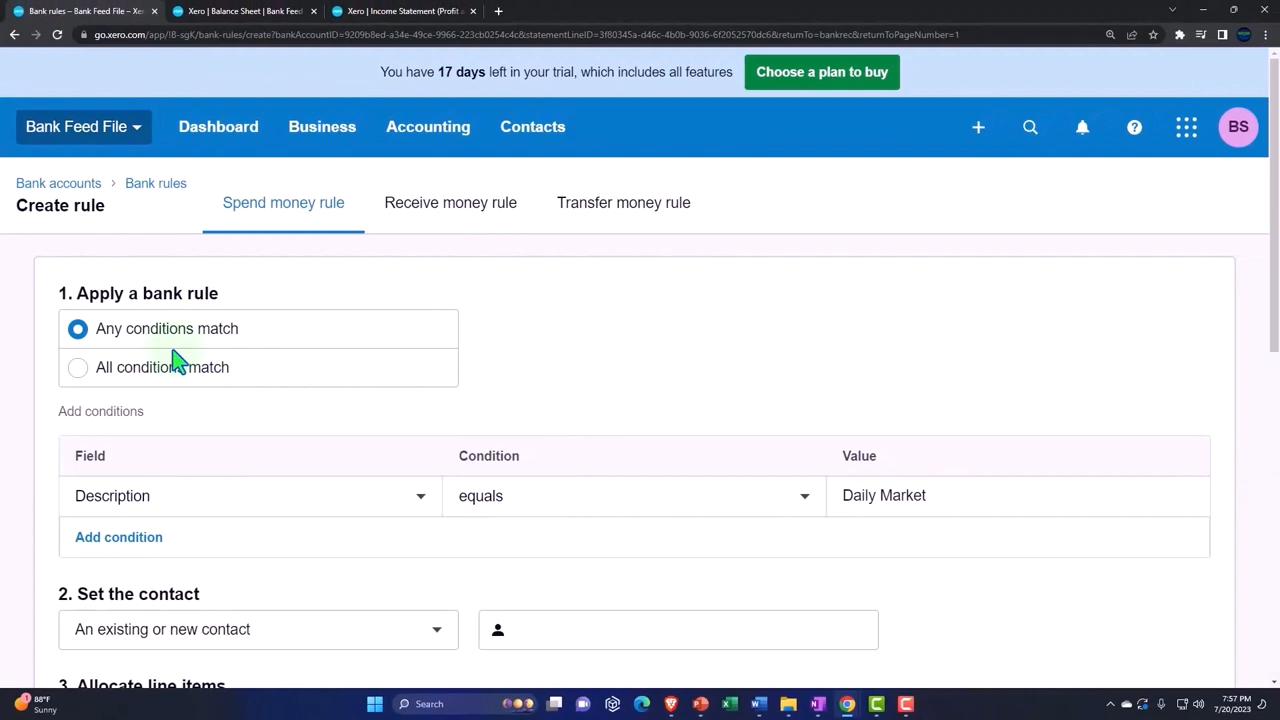 Bank rules – Bank Feed File – Xe
Xero | Balance Sheet | Bank Feed
Xero | Income Statement (Profit a
go.xero.com/app/!8-sgK/bank-rules/create?bankAccountID=9209b8ed-a34e-49ce-9966-223cb0254c4c&statementLineID=3f80345a-d46c-4b0b-9036-6f2052570dc6&returnTo=bankrec&returnToPageNumber=1
You have 17 days left in your trial, which includes all features
Choose a plan to buy
Bank Feed File
Dashboard
Business
Accounting
Contacts
BS
Bank accounts > Bank rules
Create rule
Spend money rule
Receive money rule
Transfer money rule
1. Apply a bank rule
Any conditions match
All conditions match
Add conditions
Field Condition Value
Description equals Daily Market
Add condition
2. Set the contact
An existing or new contact
3. Allocate line items
88°F
Sunny
Search
7:57 PM
7/20/2023